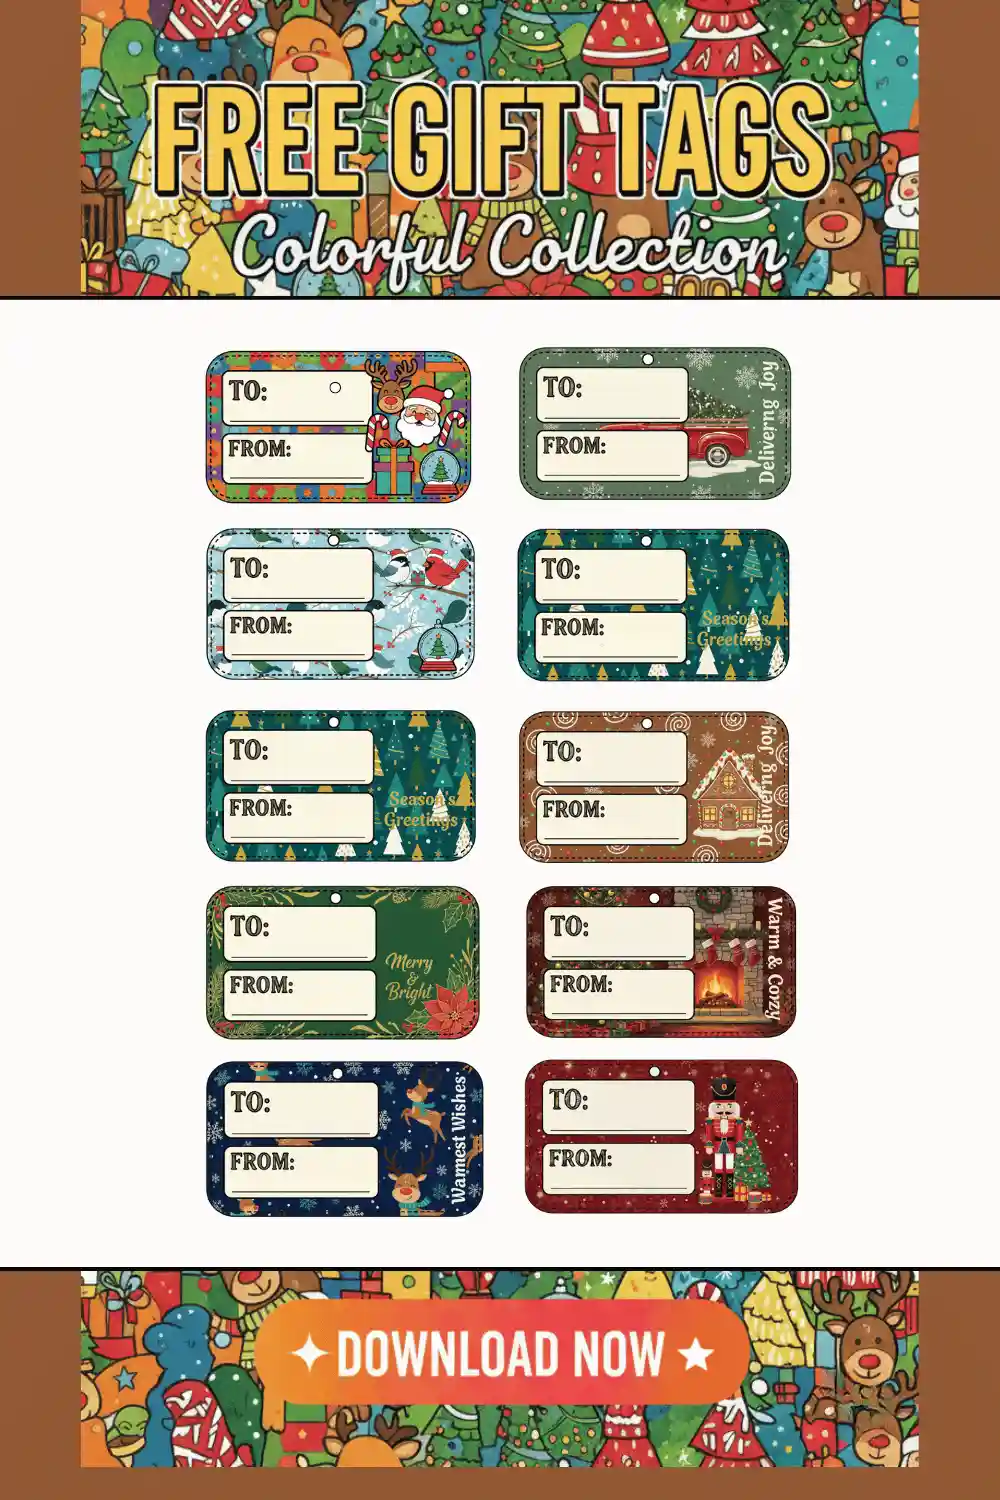 FREE GIFT TAGS
Colorful Collection
TO:
FROM:
TO:
FROM:
Deliverng Joy
TO:
FROM:
TO:
FROM:
Season's
Greetings
TO:
FROM:
Season's
Greetings
TO:
FROM:
Deliverng Joy
TO:
FROM:
Merry
&
Bright
TO:
FROM:
Warm & Corzy
TO:
FROM:
Warmest Wishes
TO:
FROM:
DOWNLOAD NOW